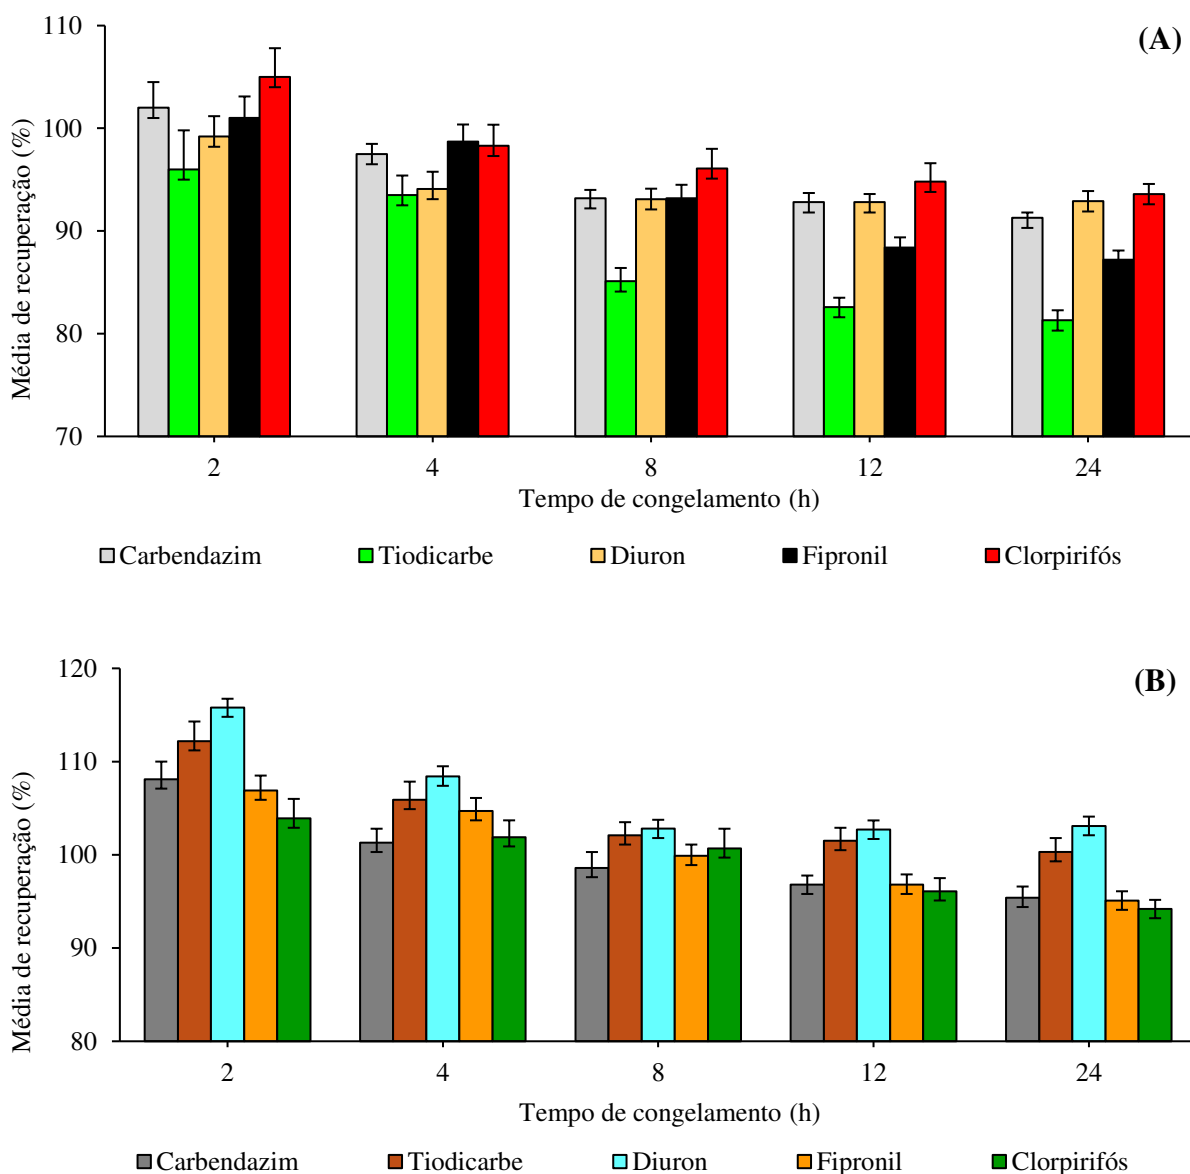 (A)
Média de recuperação (%)
110
100
90
80
70
2 4 8 12 24
Tempo de congelamento (h)
Carbendazim Tiodicarbe Diuron Fipronil Clorpirifós
(B)
Média de recuperação (%)
120
110
100
90
80
2 4 8 12 24
Tempo de congelamento (h)
Carbendazim Tiodicarbe Diuron Fipronil Clorpirifós